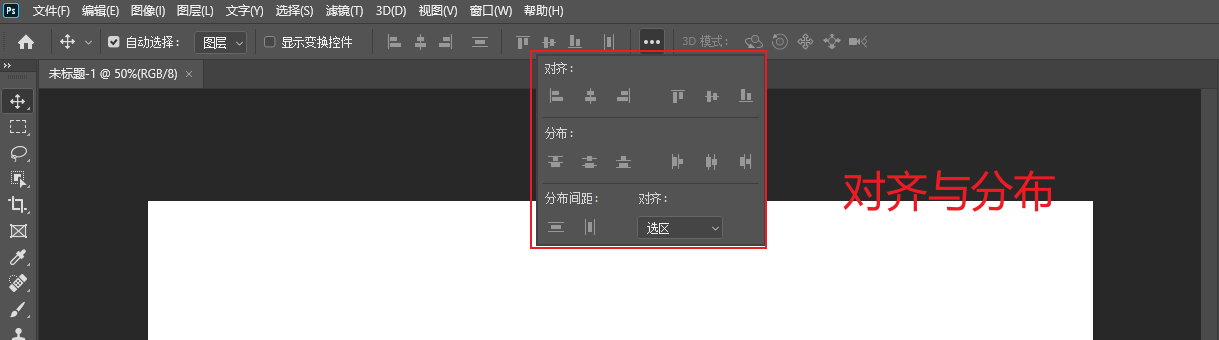 Ps 文件(F) 编辑(E) 图像(I) 图层(L) 文字(Y) 选择(S) 滤镜(T) 3D(D) 视图(V) 窗口(W) 帮助(H)
自动选择： 图层 显示变换控件 3D 模式：
未标题-1 @ 50%(RGB/8) ×
对齐：
分布：
对齐与分布
分布间距： 对齐：
选区